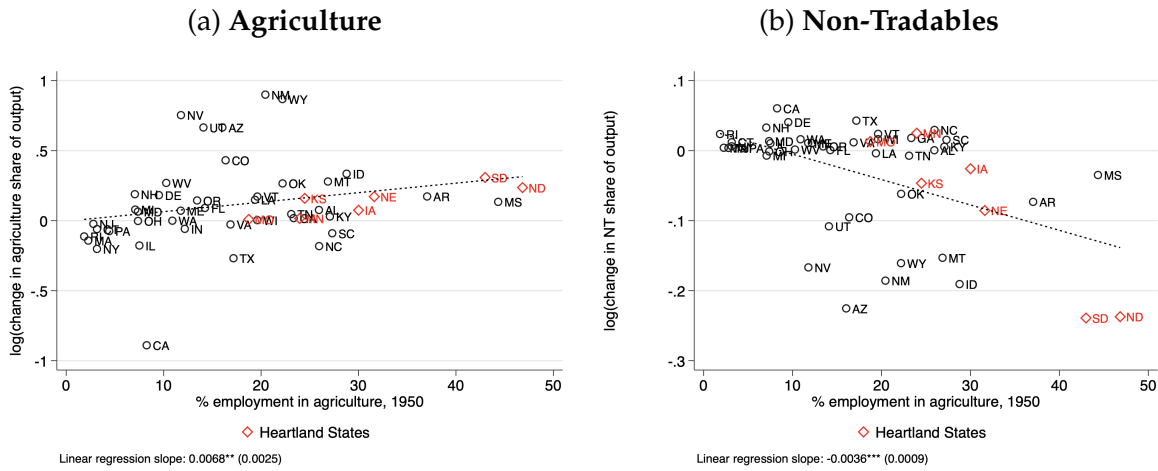 (a) Agriculture
log(change in agriculture share of output)
1
.5
0
-.5
-1
NM
WY
NV
UT
AZ
CO
WV
OK
MT
ID
SD
ND
NH
DE
OR
FL
VT
LA
KS
NE
AR
MS
MD
OH
ME
WA
IN
VA
WI
TN
AL
KY
IA
PA
MA
NY
IL
TX
SC
NC
CA
0
10
20
30
40
50
% employment in agriculture, 1950
Heartland States
Linear regression slope: 0.0068** (0.0025)
(b) Non-Tradables
log(change in NT share of output)
.1
0
-.1
-.2
-.3
CA
DE
TX
RI
NH
CT
MD
WA
VT
MO
MN
GA
NC
SC
KY
AL
PA
MI
WV
FL
VA
LA
TN
IA
KS
OK
NE
MS
AR
CO
UT
NV
WY
MT
NM
ID
AZ
SD
ND
0
10
20
30
40
50
% employment in agriculture, 1950
Heartland States
Linear regression slope: -0.0036*** (0.0009)